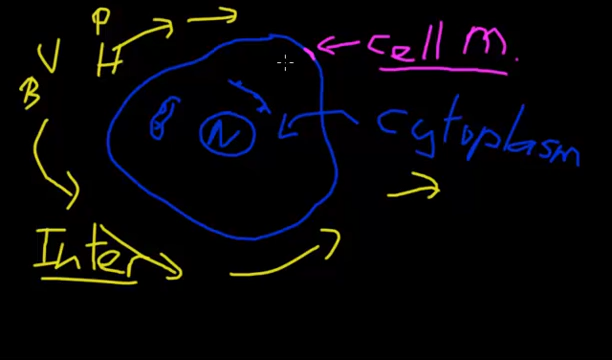 P
V H
B
cell m.
N
cytoplasm
Inter